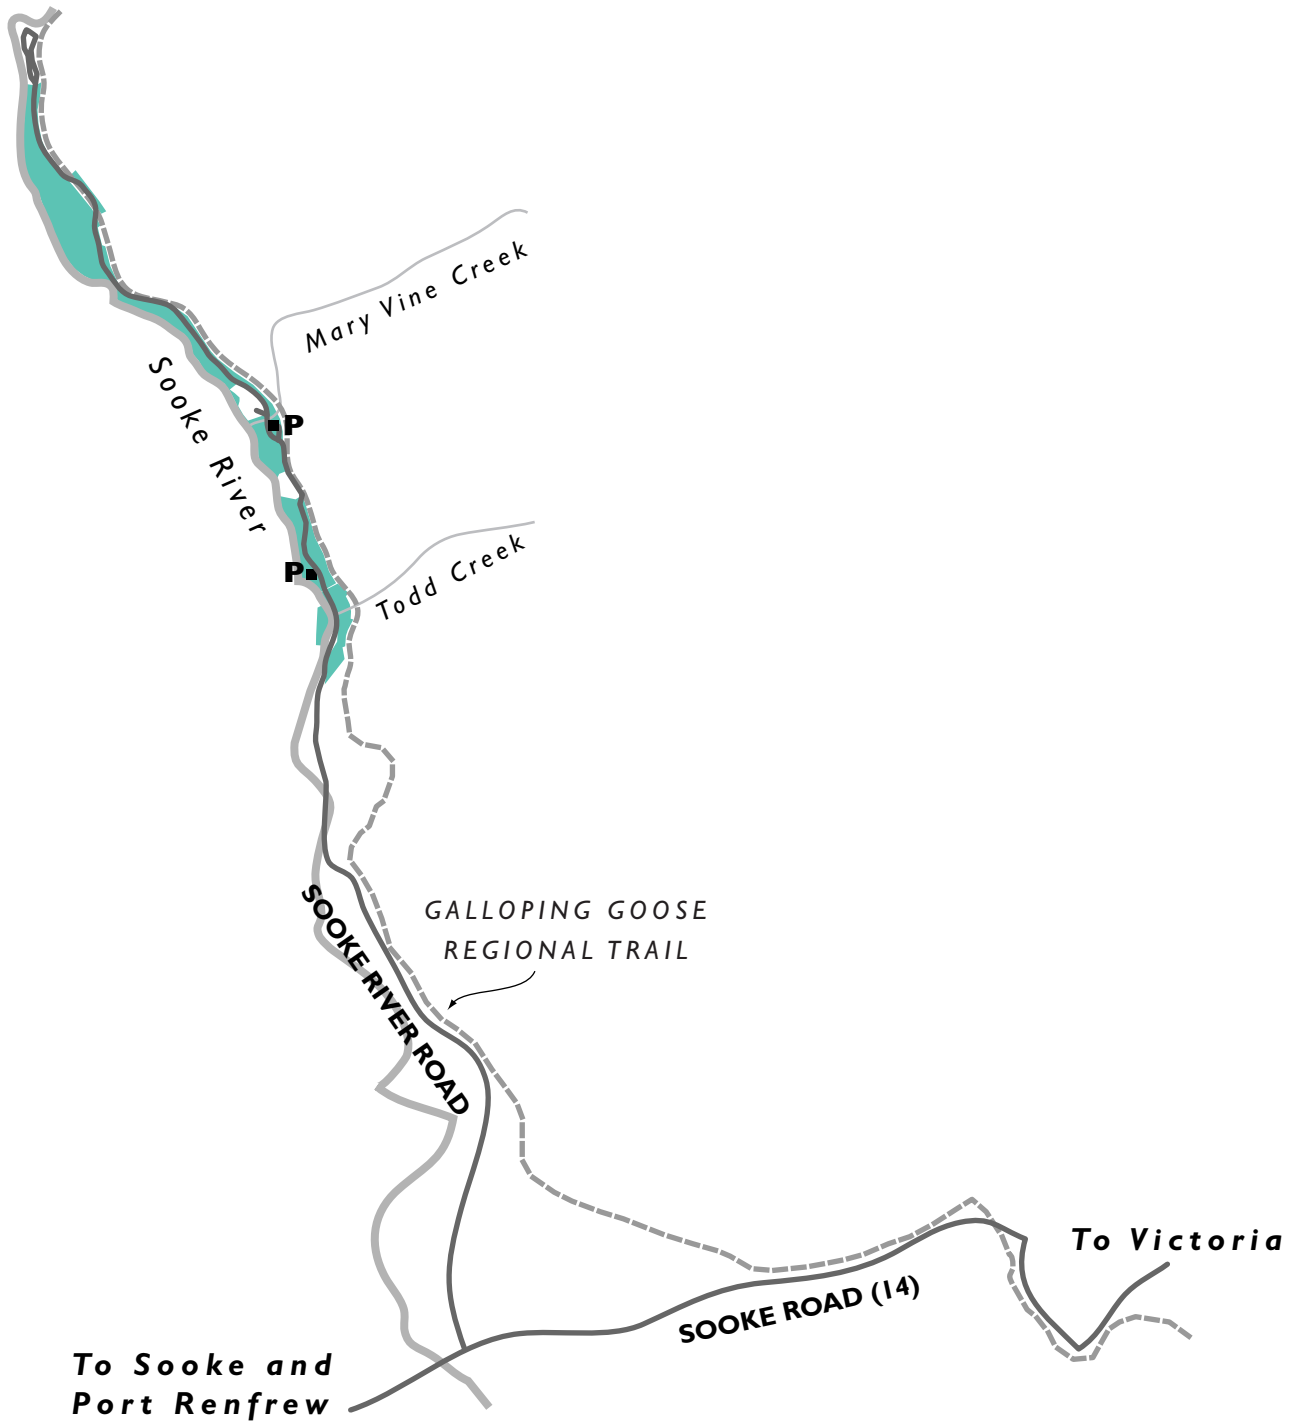 Mary Vine Creek
Sooke River
P
P
Todd Creek
GALLOPING GOOSE
REGIONAL TRAIL
SOOKE RIVER ROAD
To Victoria
SOOKE ROAD (14)
To Sooke and
Port Renfrew